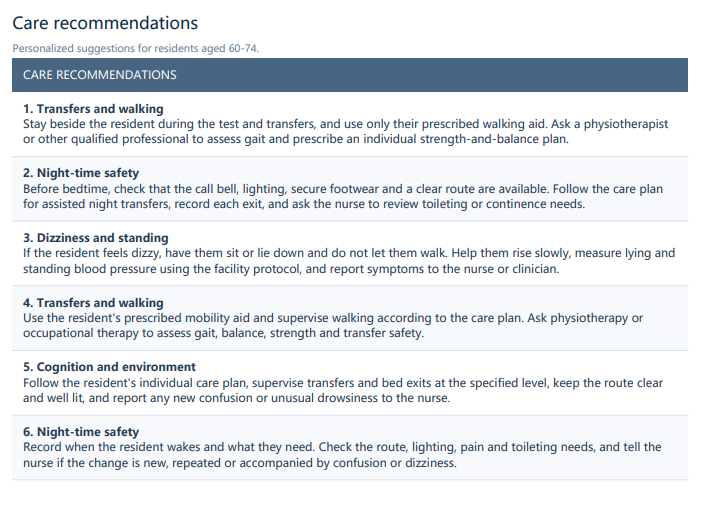 Care recommendations
Personalized suggestions for residents aged 60-74.
CARE RECOMMENDATIONS
1. Transfers and walking
Stay beside the resident during the test and transfers, and use only their prescribed walking aid. Ask a physiotherapist
or other qualified professional to assess gait and prescribe an individual strength-and-balance plan.
2. Night-time safety
Before bedtime, check that the call bell, lighting, secure footwear and a clear route are available. Follow the care plan
for assisted night transfers, record each exit, and ask the nurse to review toileting or continence needs.
3. Dizziness and standing
If the resident feels dizzy, have them sit or lie down and do not let them walk. Help them rise slowly, measure lying and
standing blood pressure using the facility protocol, and report symptoms to the nurse or clinician.
4. Transfers and walking
Use the resident's prescribed mobility aid and supervise walking according to the care plan. Ask physiotherapy or
occupational therapy to assess gait, balance, strength and transfer safety.
5. Cognition and environment
Follow the resident's individual care plan, supervise transfers and bed exits at the specified level, keep the route clear
and well lit, and report any new confusion or unusual drowsiness to the nurse.
6. Night-time safety
Record when the resident wakes and what they need. Check the route, lighting, pain and toileting needs, and tell the
nurse if the change is new, repeated or accompanied by confusion or dizziness.